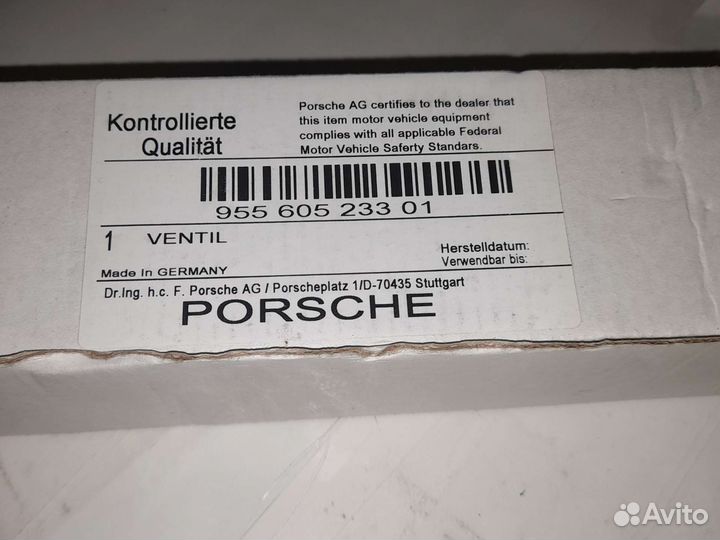 Kontrollierte
Qualität
Porsche AG certifies to the dealer that
this item motor vehicle equipment
complies with all applicable Federal
Motor Vehicle Saferty Standars.
955 605 233 01
1 VENTIL
Herstelldatum:
Verwendbar bis:
Made In GERMANY
Dr.Ing. h.c. F. Porsche AG / Porscheplatz 1/D-70435 Stuttgart
PORSCHE
Avito